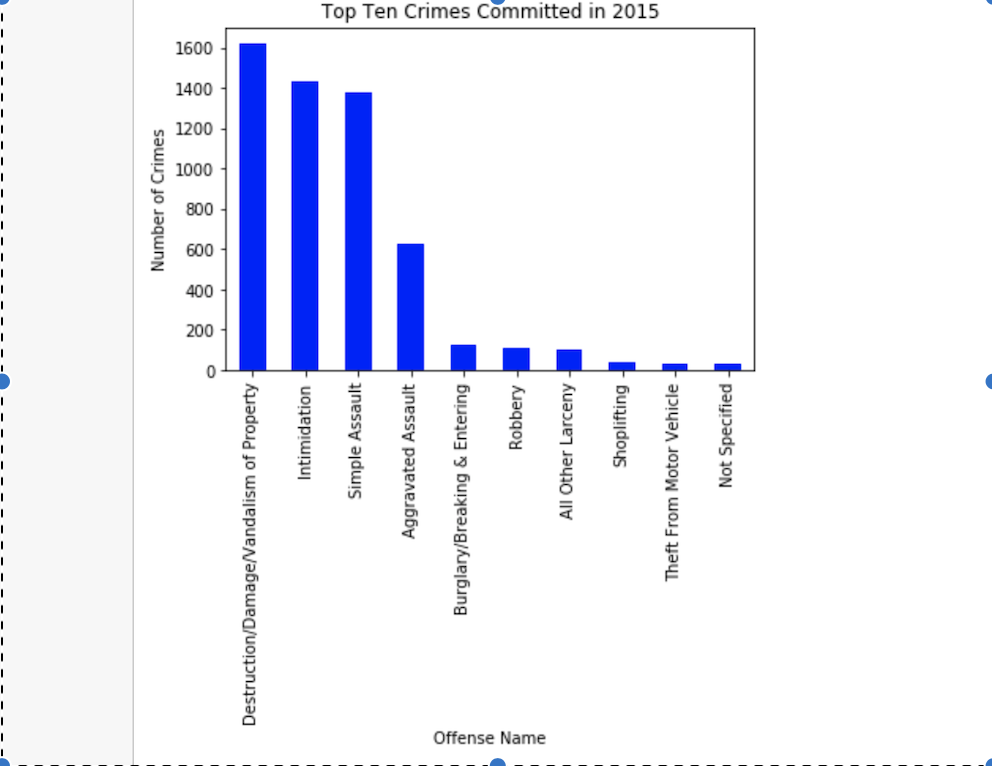 Top Ten Crimes Committed in 2015
Number of Crimes
1600
1400
1200
1000
800
600
400
200
0
Destruction/Damage/Vandalism of Property
Intimidation
Simple Assault
Aggravated Assault
Burglary/Breaking & Entering
Robbery
All Other Larceny
Shoplifting
Theft From Motor Vehicle
Not Specified
Offense Name